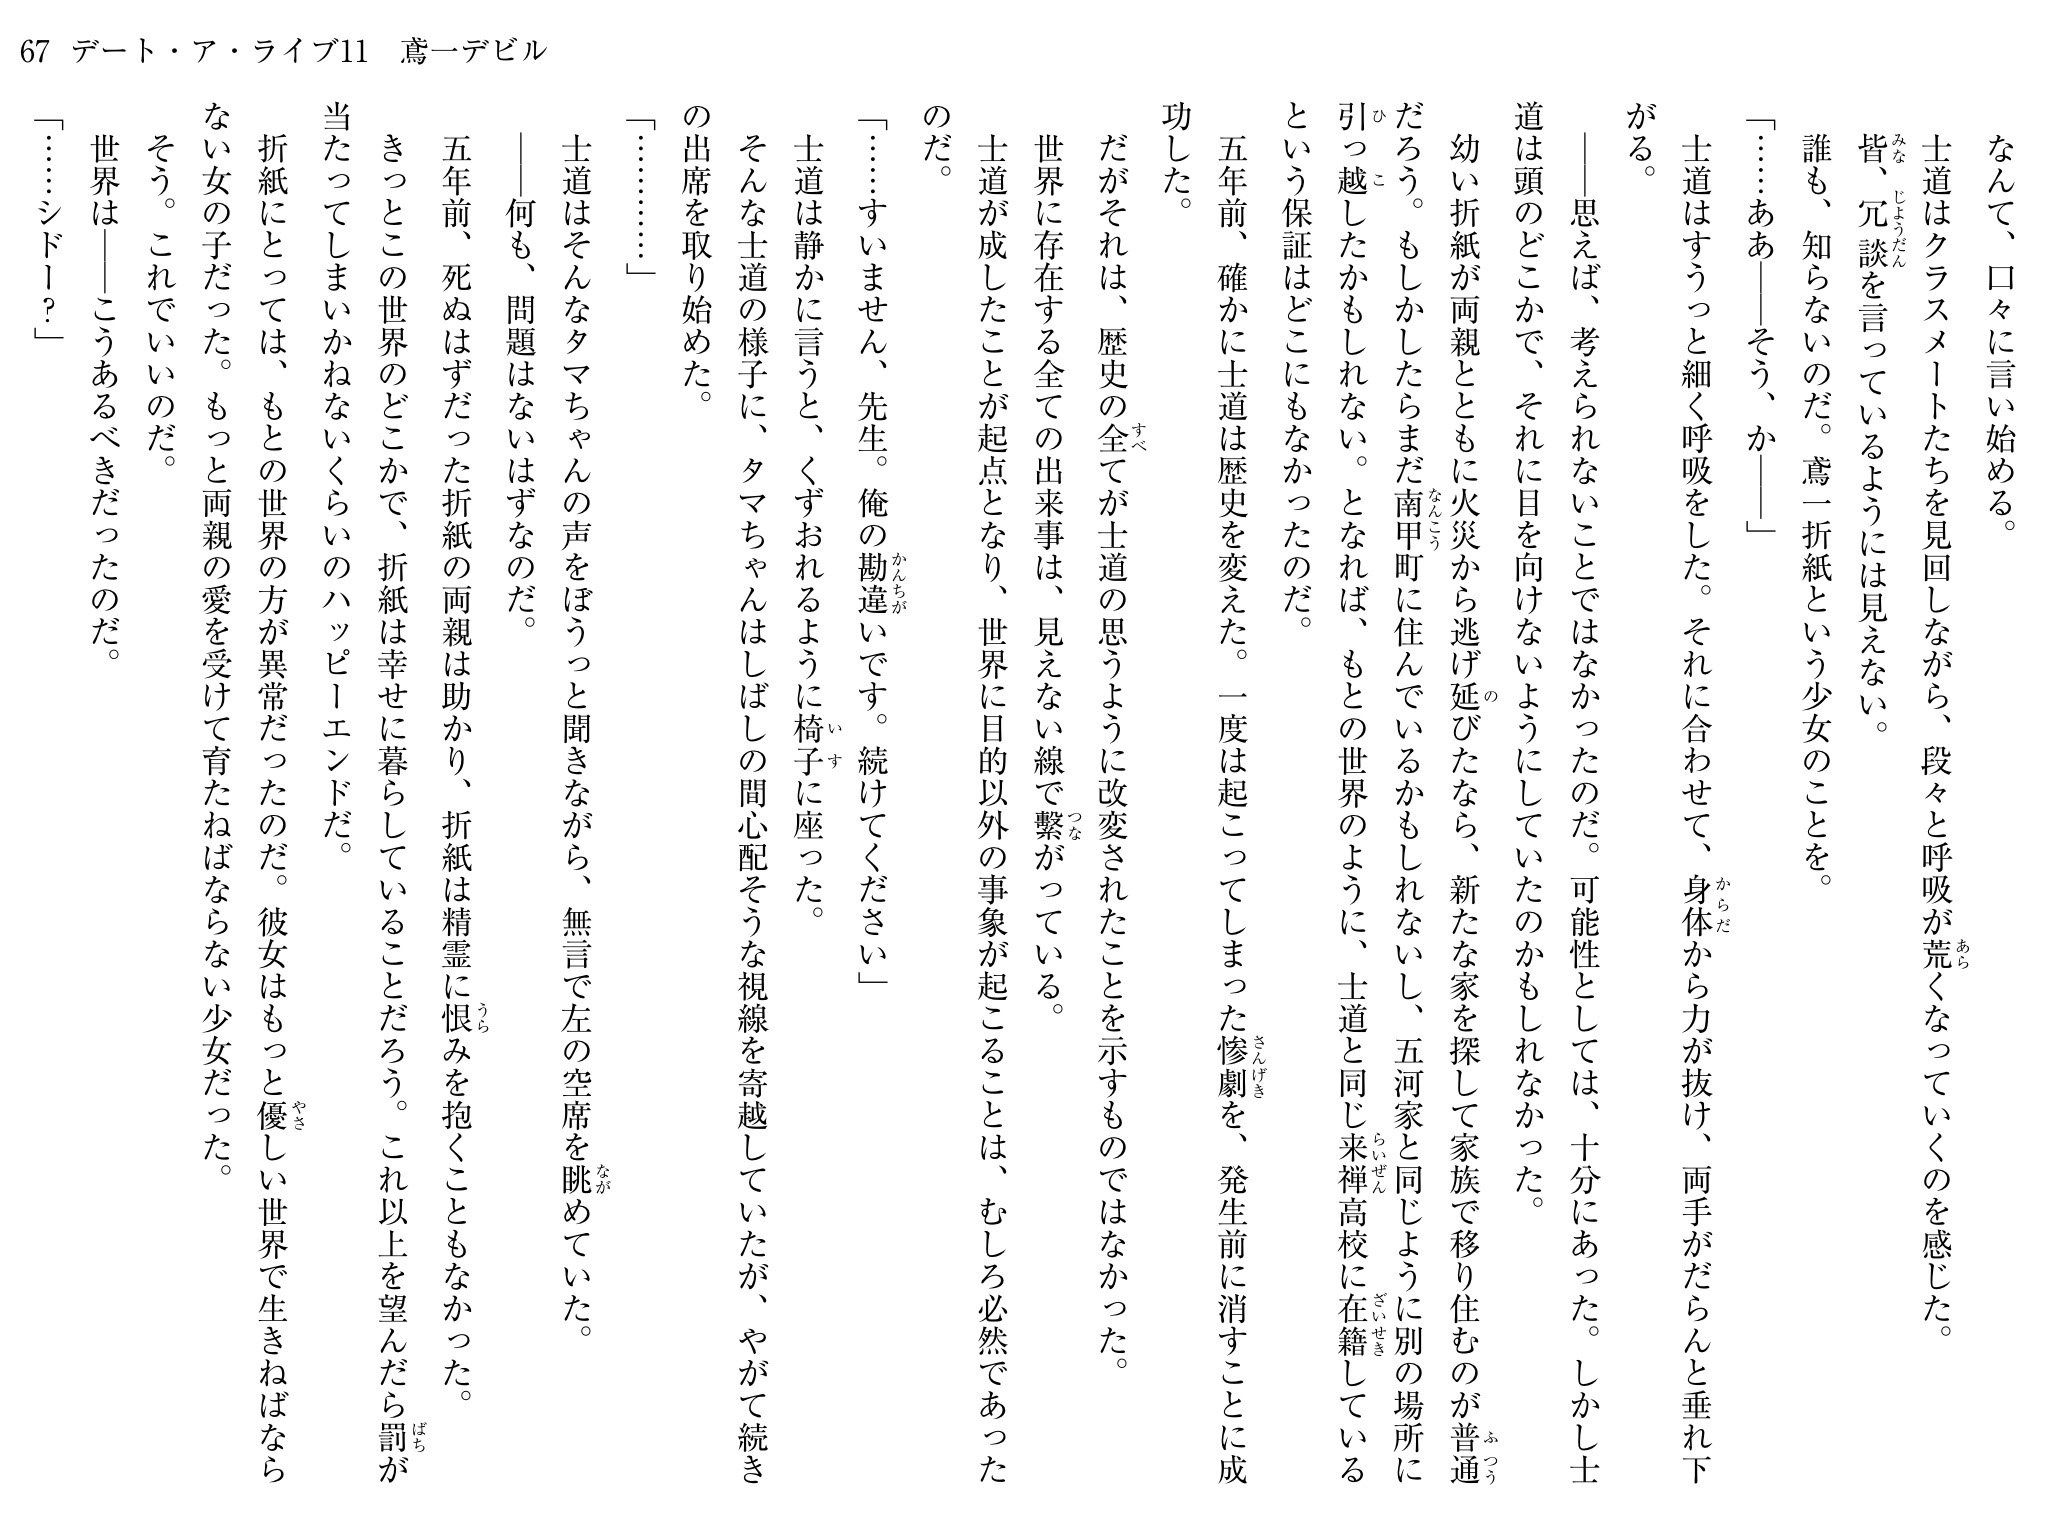 67 デート・ア・ライブ11 鳶一デビル
なんて、口々に言い始める。
士道はクラスメートたちを見回しながら、段々と呼吸が荒くなっていくのを感じた。
皆、冗談を言っているようには見えない。
誰も、知らないのだ。鳶一折紙という少女のことを。
「……ああ――そう、か――」
士道はすうっと細く呼吸をした。それに合わせて、身体から力が抜け、両手がだらんと垂れ下
がる。
――思えば、考えられないことではなかったのだ。可能性としては、十分にあった。しかし士
道は頭のどこかで、それに目を向けないようにしていたのかもしれなかった。
幼い折紙が両親とともに火災から逃げ延びたなら、新たな家を探して家族で移り住むのが普通
だろう。もしかしたらまだ南甲町に住んでいるかもしれないし、五河家と同じように別の場所に
引っ越したかもしれない。となれば、もとの世界のように、士道と同じ来禅高校に在籍している
という保証はどこにもなかったのだ。
五年前、確かに士道は歴史を変えた。一度は起こってしまった惨劇を、発生前に消すことに成
功した。
だがそれは、歴史の全てが士道の思うように改変されたことを示すものではなかった。
世界に存在する全ての出来事は、見えない線で繫がっている。
士道が成したことが起点となり、世界に目的以外の事象が起こることは、むしろ必然であった
のだ。
「……すいません、先生。俺の勘違いです。続けてください」
士道は静かに言うと、くずおれるように椅子に座った。
そんな士道の様子に、タマちゃんはしばしの間心配そうな視線を寄越していたが、やがて続き
の出席を取り始めた。
「…………」
士道はそんなタマちゃんの声をぼうっと聞きながら、無言で左の空席を眺めていた。
――何も、問題はないはずなのだ。
五年前、死ぬはずだった折紙の両親は助かり、折紙は精霊に恨みを抱くこともなかった。
きっとこの世界のどこかで、折紙は幸せに暮らしていることだろう。これ以上を望んだら罰が
当たってしまいかねないくらいのハッピーエンドだ。
折紙にとっては、もとの世界の方が異常だったのだ。彼女はもっと優しい世界で生きねばなら
ない女の子だった。もっと両親の愛を受けて育たねばならない少女だった。
そう。これでいいのだ。
世界は――こうあるべきだったのだ。
「……シドー?」